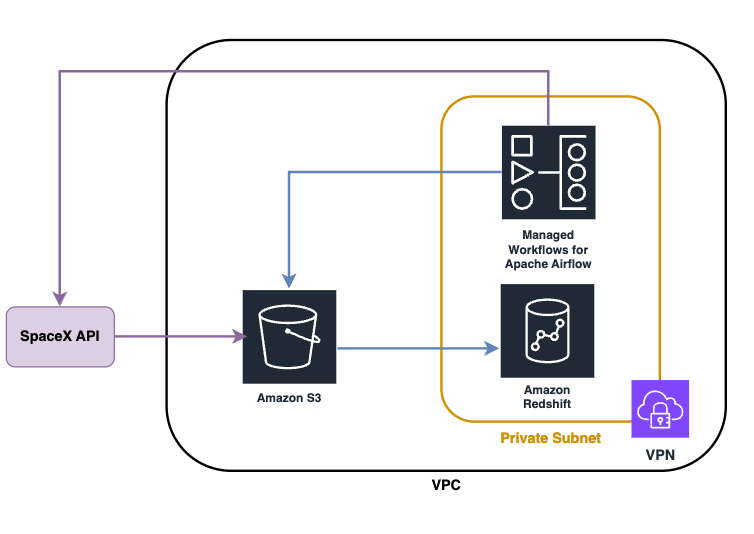 Managed
Workflows for
Apache Airflow
SpaceX API
Amazon S3
Amazon
Redshift
Private Subnet
VPN
VPC